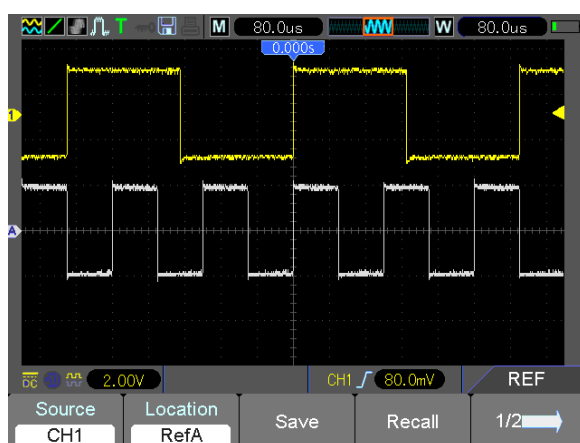 T M 80.0us W 80.0us
0.000s
1
A
DC 2.00V CH1 80.0mV REF
Source Location Save Recall 1/2
CH1 RefA